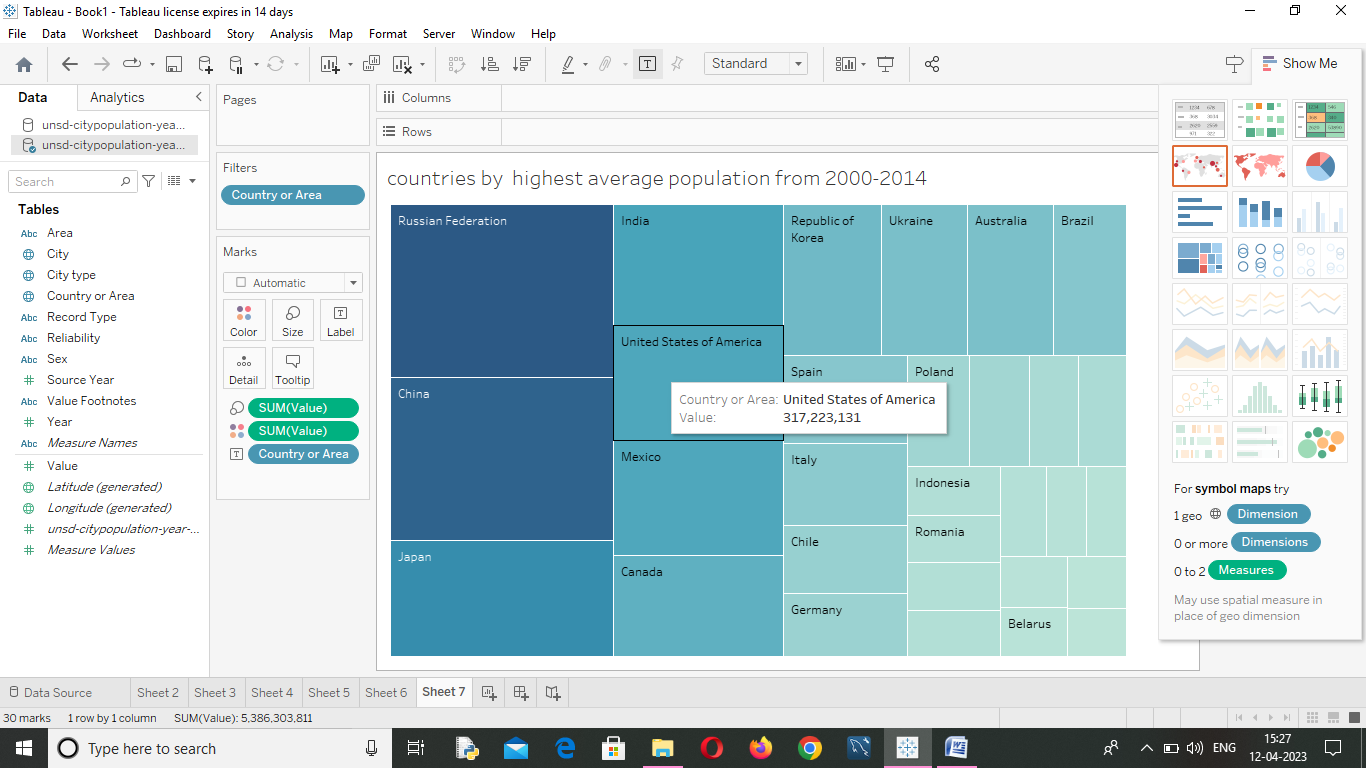 Tableau - Book1 - Tableau license expires in 14 days
File Data Worksheet Dashboard Story Analysis Map Format Server Window Help
Standard
Show Me
Data Analytics
unsd-citypopulation-yea...
unsd-citypopulation-yea...
Search
Tables
Abc Area
City
City type
Country or Area
Abc Record Type
Abc Reliability
Abc Sex
Source Year
Abc Value Footnotes
Year
Abc Measure Names
Value
Latitude (generated)
Longitude (generated)
unsd-citypopulation-year-...
Measure Values
Pages
Filters
Country or Area
Marks
Automatic
Color Size Label
Detail Tooltip
SUM(Value)
SUM(Value)
Country or Area
Columns
Rows
countries by highest average population from 2000-2014
Russian Federation
China
Japan
India
United States of America
Mexico
Canada
Republic of
Korea
Ukraine
Australia
Brazil
Spain
Italy
Chile
Germany
Poland
Indonesia
Romania
Belarus
Country or Area: United States of America
Value: 317,223,131
For symbol maps try
1 geo Dimension
0 or more Dimensions
0 to 2 Measures
May use spatial measure in
place of geo dimension
Data Source Sheet 2 Sheet 3 Sheet 4 Sheet 5 Sheet 6 Sheet 7
30 marks 1 row by 1 column SUM(Value): 5,386,303,811
Type here to search
ENG
15:27
12-04-2023